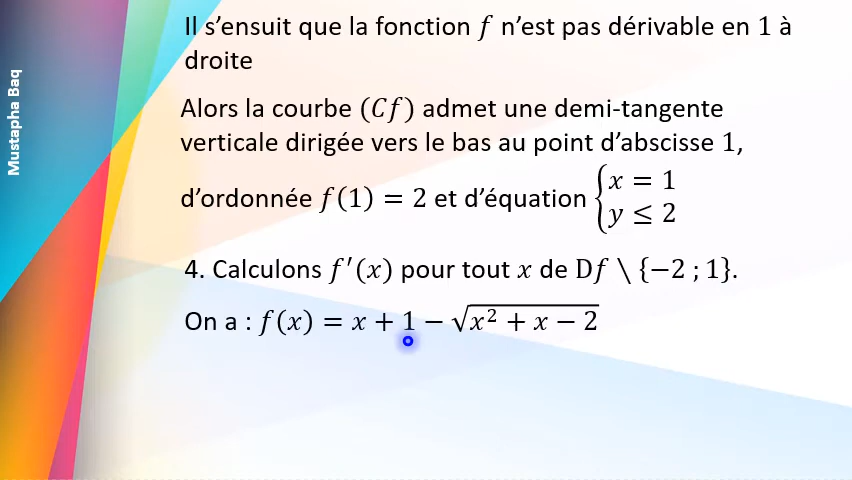 Mustapha Baq
Il s’ensuit que la fonction f n’est pas dérivable en 1 à
droite
Alors la courbe (Cf) admet une demi-tangente
verticale dirigée vers le bas au point d’abscisse 1,
d’ordonnée f(1) = 2 et d’équation { x = 1
y ≤ 2
4. Calculons f′(x) pour tout x de Df \ {−2 ; 1}.
On a : f(x) = x + 1 − √(x² + x − 2)